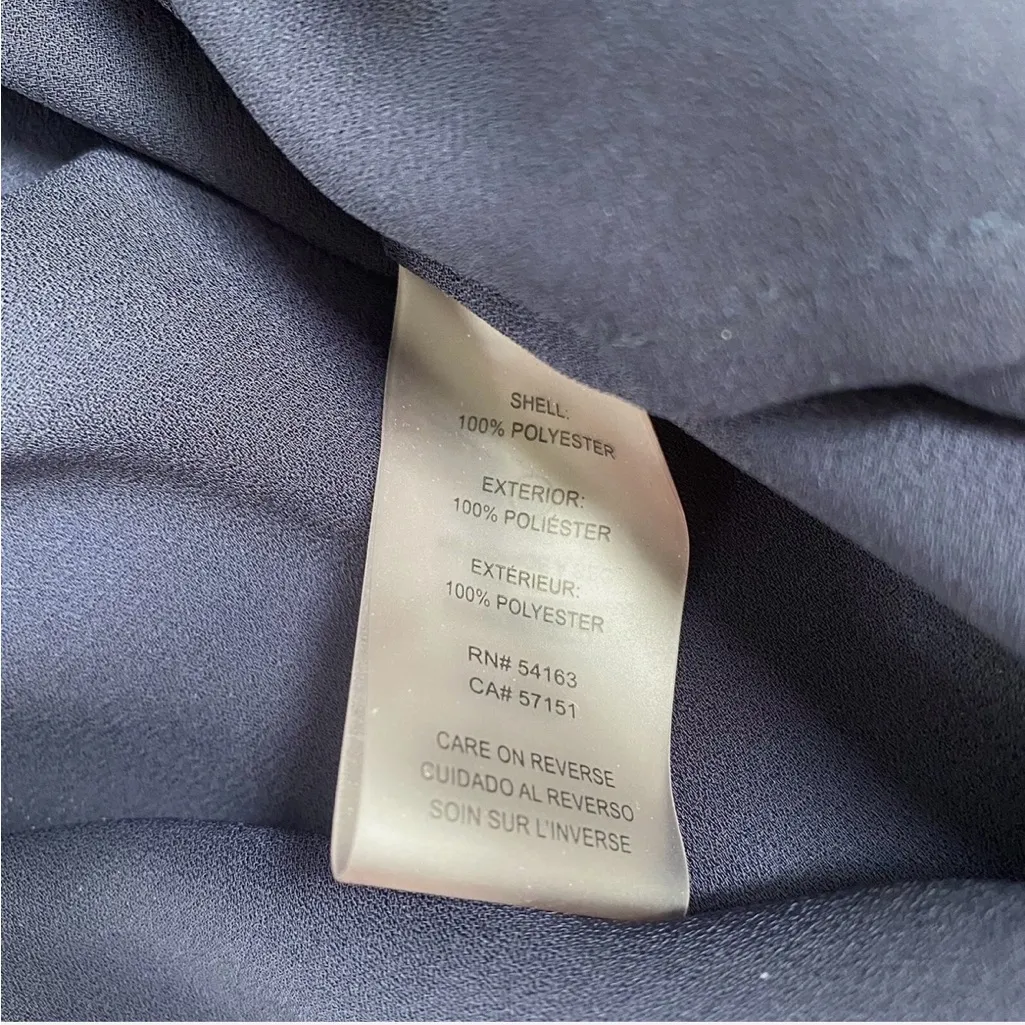 SHELL:
100% POLYESTER
EXTERIOR:
100% POLIÉSTER
EXTÉRIEUR:
100% POLYESTER
RN# 54163
CA# 57151
CARE ON REVERSE
CUIDADO AL REVERSO
SOIN SUR L'INVERSE